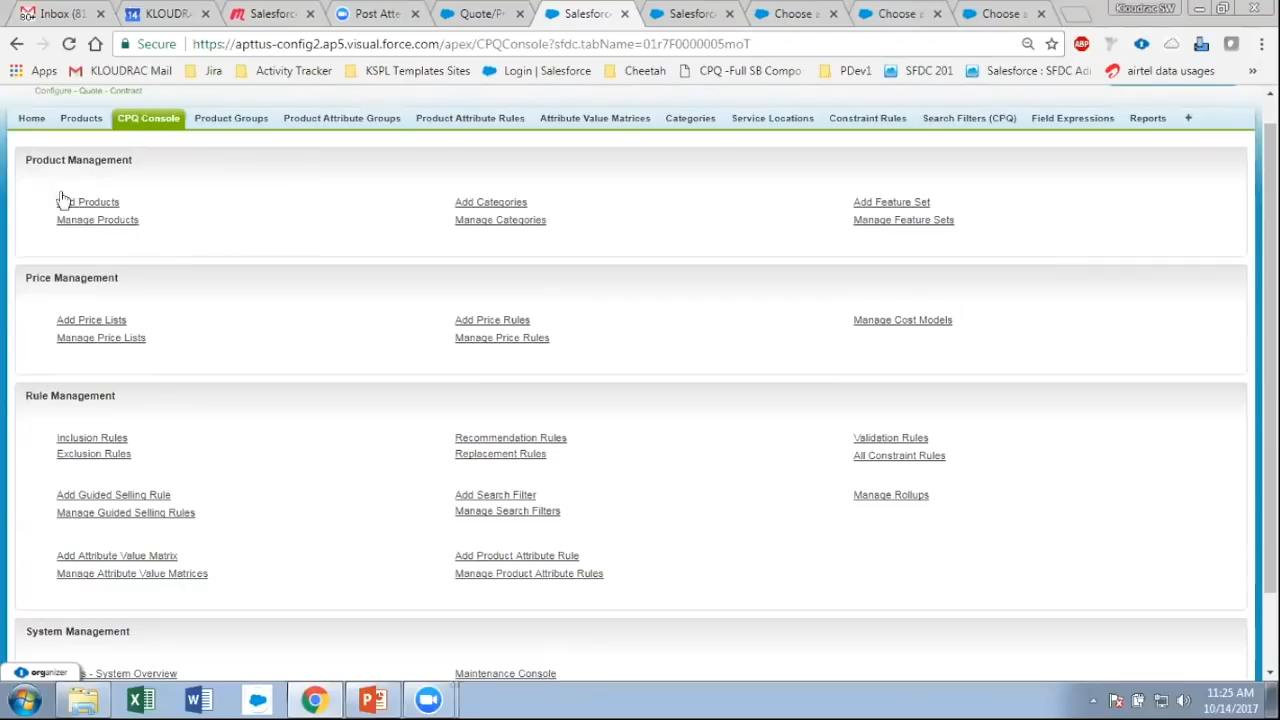 Inbox (81
KLOUDRA
Salesforc
Post Atte
Quote/P
Salesforc
Salesfor
Choose a
Choose a
Choose a
Kloudrac SW
Secure https://apttus-config2.ap5.visual.force.com/apex/CPQConsole?sfdc.tabName=01r7F0000005moT
Apps KLOUDRAC Mail Jira Activity Tracker KSPL Templates Sites Login | Salesforce Cheetah CPQ -Full SB Compo PDev1 SFDC 201 Salesforce : SFDC Adi airtel data usages »
Configure - Quote - Contract
Home Products CPQ Console Product Groups Product Attribute Groups Product Attribute Rules Attribute Value Matrices Categories Service Locations Constraint Rules Search Filters (CPQ) Field Expressions Reports +
Product Management
Products Add Categories Add Feature Set
Manage Products Manage Categories Manage Feature Sets
Price Management
Add Price Lists Add Price Rules Manage Cost Models
Manage Price Lists Manage Price Rules
Rule Management
Inclusion Rules Recommendation Rules Validation Rules
Exclusion Rules Replacement Rules All Constraint Rules
Add Guided Selling Rule Add Search Filter Manage Rollups
Manage Guided Selling Rules Manage Search Filters
Add Attribute Value Matrix Add Product Attribute Rule
Manage Attribute Value Matrices Manage Product Attribute Rules
System Management
organizer - System Overview Maintenance Console
11:25 AM
10/14/2017